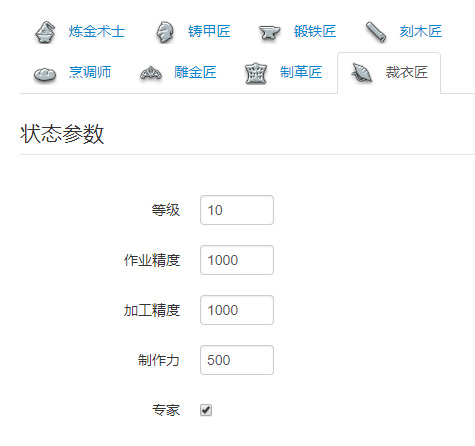 炼金术士 铸甲匠 锻铁匠 刻木匠
烹调师 雕金匠 制革匠 裁衣匠
状态参数
等级 10
作业精度 1000
加工精度 1000
制作力 500
专家